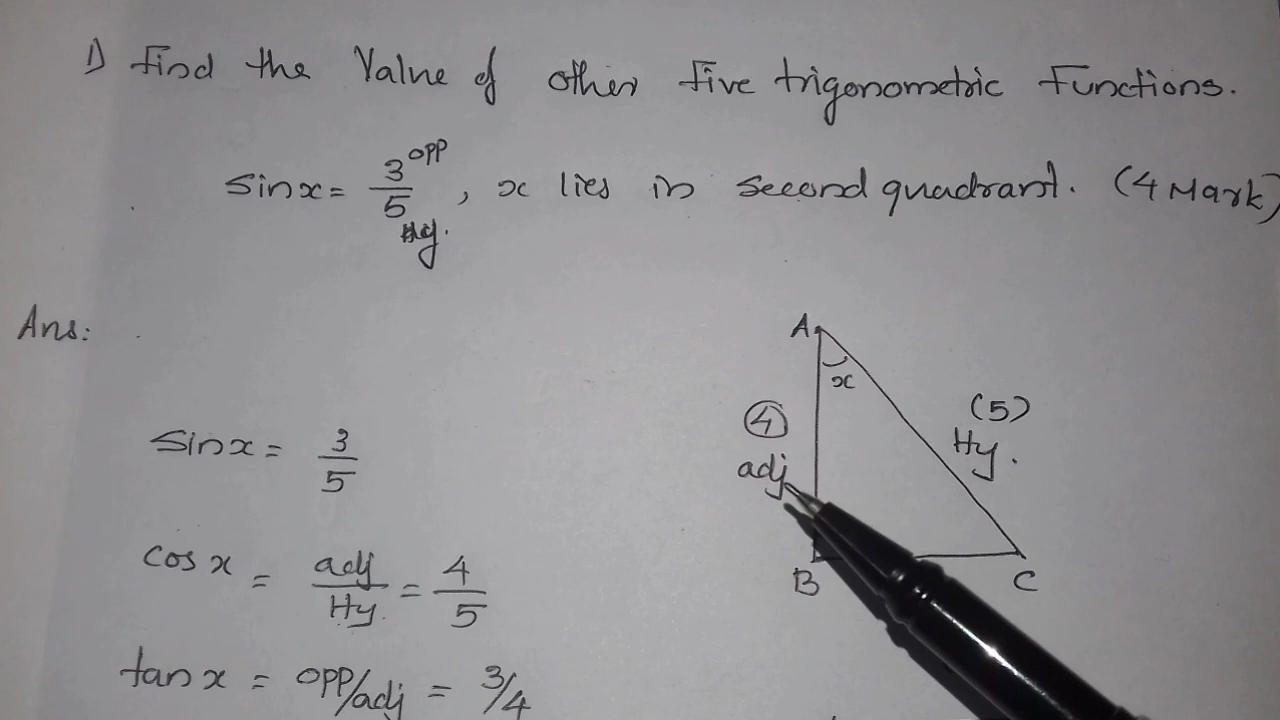 1) Find the Value of other five trigonometric Functions.
sinx = 3/5 opp Hy. , x lies in second quadrant. (4 Mark)
Ans:
A
x
(5)
Hy.
4
adj
B
C
sinx = 3/5
cos x = adj/Hy. = 4/5
tan x = opp/adj = 3/4